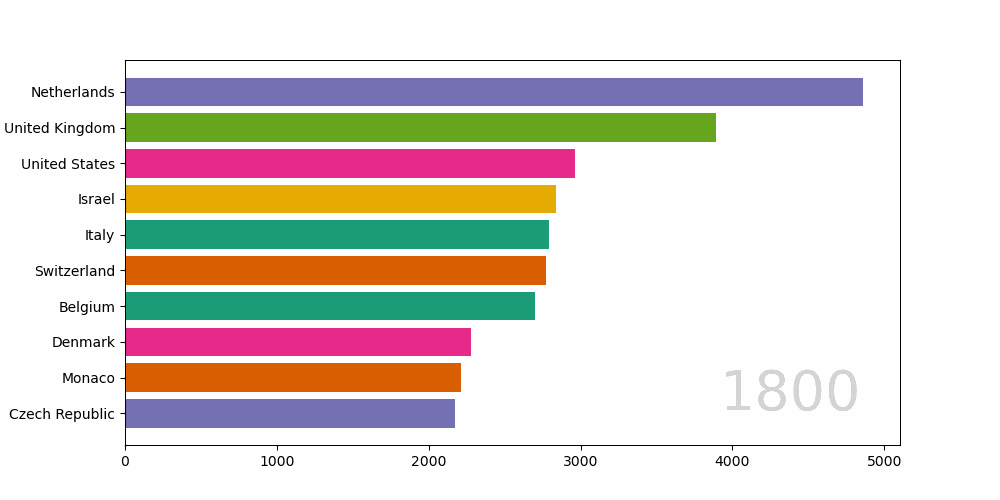 Netherlands
United Kingdom
United States
Israel
Italy
Switzerland
Belgium
Denmark
Monaco
Czech Republic
1800
0 1000 2000 3000 4000 5000